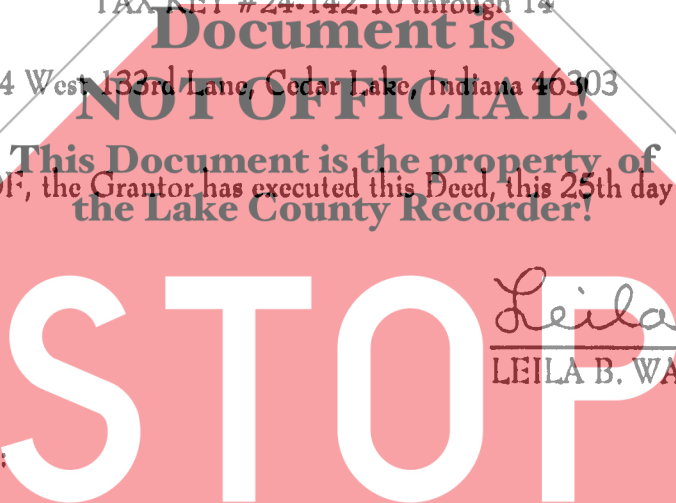 TAX KEY #24-142-10 through 14
Document is
4 West 133rd Lane, Cedar Lake, Indiana 46303
NOT OFFICIAL!
This Document is the property of
OF, the Grantor has executed this Deed, this 25th day
the Lake County Recorder!
STOP
Leila
LEILA B. WA
: